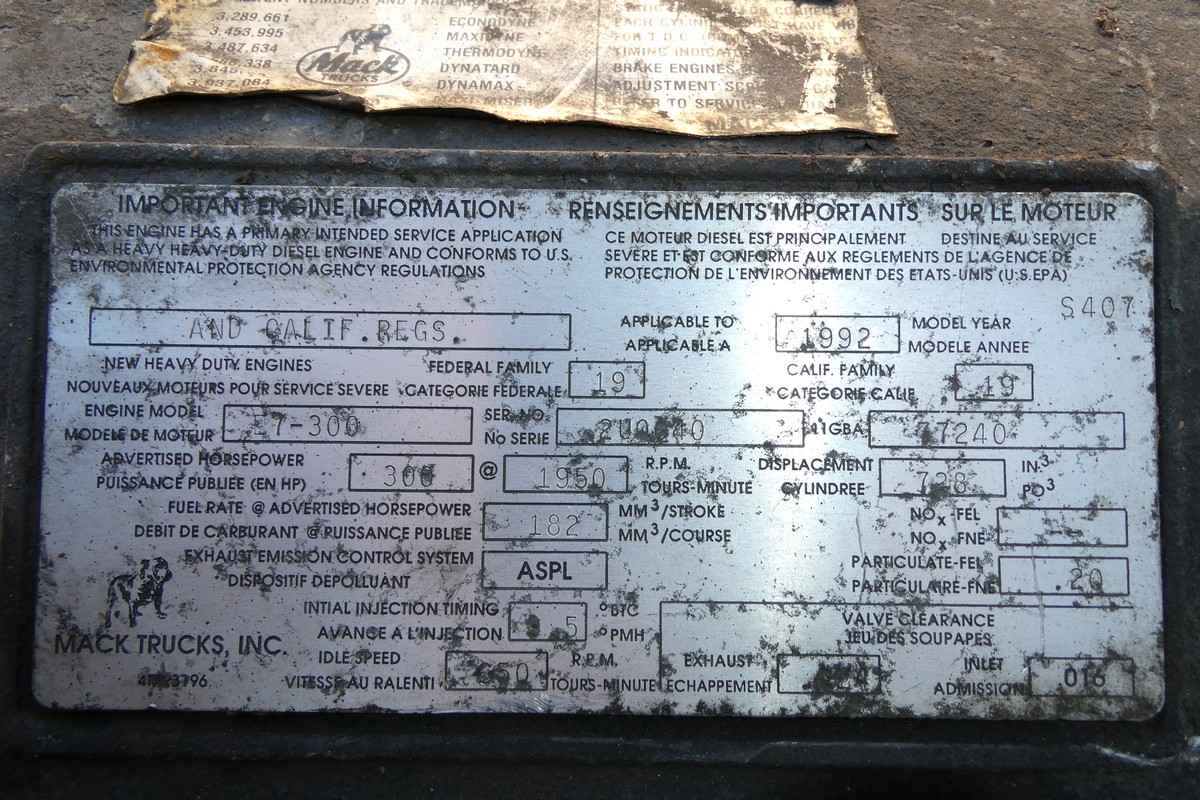 3.289,661
3.453,995
3.487,634
ECONODYNE
MAXIDYNE
THERMODYNE
DYNATARD
DYNAMAX
Mack
TRUCKS
TIMING INDICATOR
BRAKE ENGINES
ADJUSTMENT
MACK
IMPORTANT ENGINE INFORMATION RENSEIGNEMENTS IMPORTANTS SUR LE MOTEUR
THIS ENGINE HAS A PRIMARY INTENDED SERVICE APPLICATION
AS A HEAVY HEAVY-DUTY DIESEL ENGINE AND CONFORMS TO U.S.
ENVIRONMENTAL PROTECTION AGENCY REGULATIONS
CE MOTEUR DIESEL EST PRINCIPALEMENT DESTINE AU SERVICE
SEVERE ET EST CONFORME AUX REGLEMENTS DE L'AGENCE DE
PROTECTION DE L'ENVIRONNEMENT DES ETATS-UNIS (U.S.EPA)
S407
AND CALIF.REGS.
APPLICABLE TO
APPLICABLE A
1992
MODEL YEAR
MODÈLE ANNEE
NEW HEAVY DUTY ENGINES
NOUVEAUX MOTEURS POUR SERVICE SEVERE
FEDERAL FAMILY
CATEGORIE FEDERALE
19
CALIF. FAMILY
CATEGORIE CALIF.
19
ENGINE MODEL
MODELE DE MOTEUR
7-300
SER. NO.
No SERIE
11GBA
77240
ADVERTISED HORSEPOWER
PUISSANCE PUBLIEE (EN HP)
300
@
1950
R.P.M.
TOURS-MINUTE
DISPLACEMENT
CYLINDREE
728
IN.³
PO³
FUEL RATE @ ADVERTISED HORSEPOWER
DEBIT DE CARBURANT @ PUISSANCE PUBLIEE
182
MM³/STROKE
MM³/COURSE
NOx FEL
NOx FNE
EXHAUST EMISSION CONTROL SYSTEM
DISPOSITIF DEPOLLUANT
ASPL
PARTICULATE-FEL
PARTICULAIRE-FNE
.20
INTIAL INJECTION TIMING
AVANCE A L'INJECTION
5
°BTC
°PMH
VALVE CLEARANCE
JEU DES SOUPAPES
MACK TRUCKS, INC.
IDLE SPEED
VITESSE AU RALENTI
650
R.P.M.
TOURS-MINUTE
EXHAUST
ECHAPPEMENT
INLET
ADMISSION
016